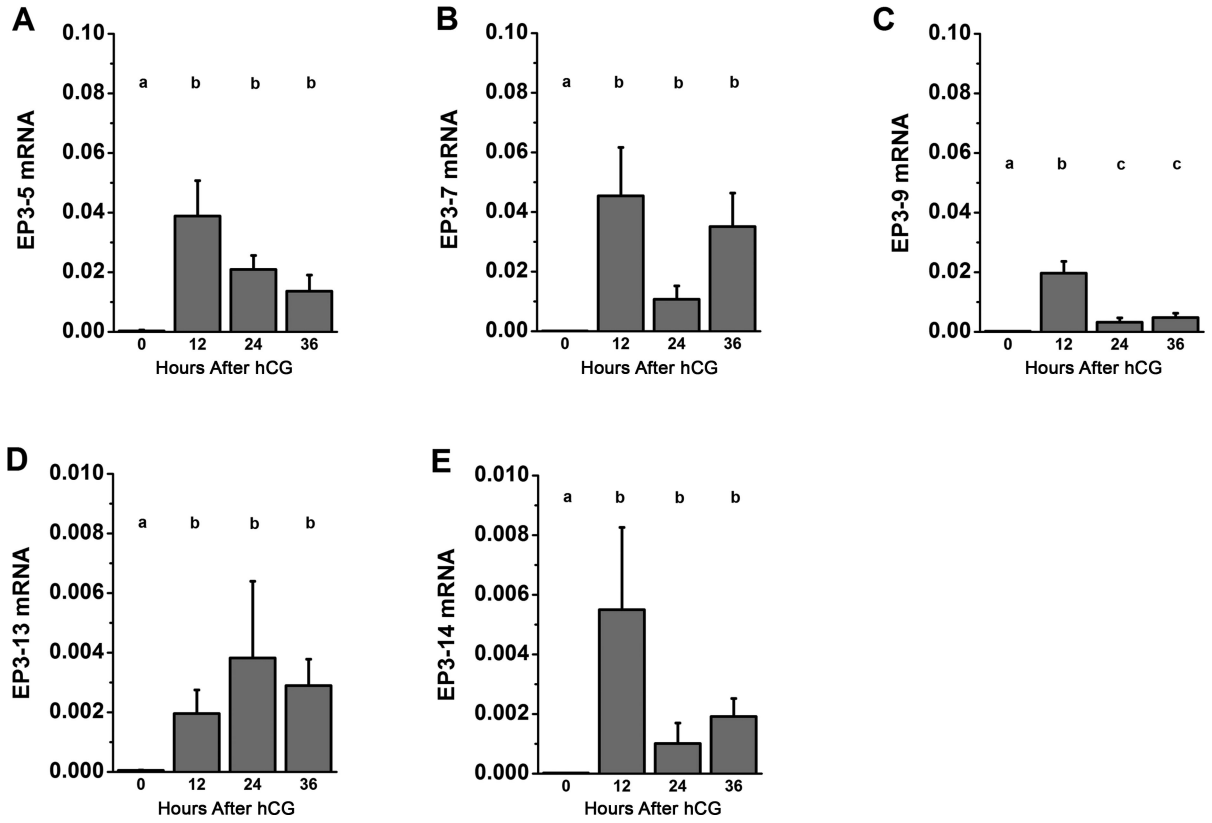 A
EP3-5 mRNA
0.10
0.08
0.06
0.04
0.02
0.00
a b b b
0 12 24 36
Hours After hCG
B
EP3-7 mRNA
0.10
0.08
0.06
0.04
0.02
0.00
a b b b
0 12 24 36
Hours After hCG
C
EP3-9 mRNA
0.10
0.08
0.06
0.04
0.02
0.00
a b c c
0 12 24 36
Hours After hCG
D
EP3-13 mRNA
0.010
0.008
0.006
0.004
0.002
0.000
a b b b
0 12 24 36
Hours After hCG
E
EP3-14 mRNA
0.010
0.008
0.006
0.004
0.002
0.000
a b b b
0 12 24 36
Hours After hCG